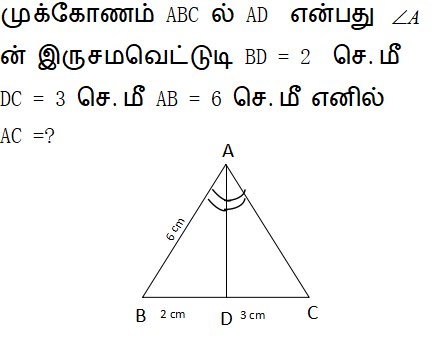 முக்கோணம் ABC ல் AD என்பது ∠A
ன் இருசமவெட்டுடி BD = 2 செ.மீ
DC = 3 செ.மீ AB = 6 செ.மீ எனில்
AC =?
A
6 cm
B 2 cm D 3 cm C